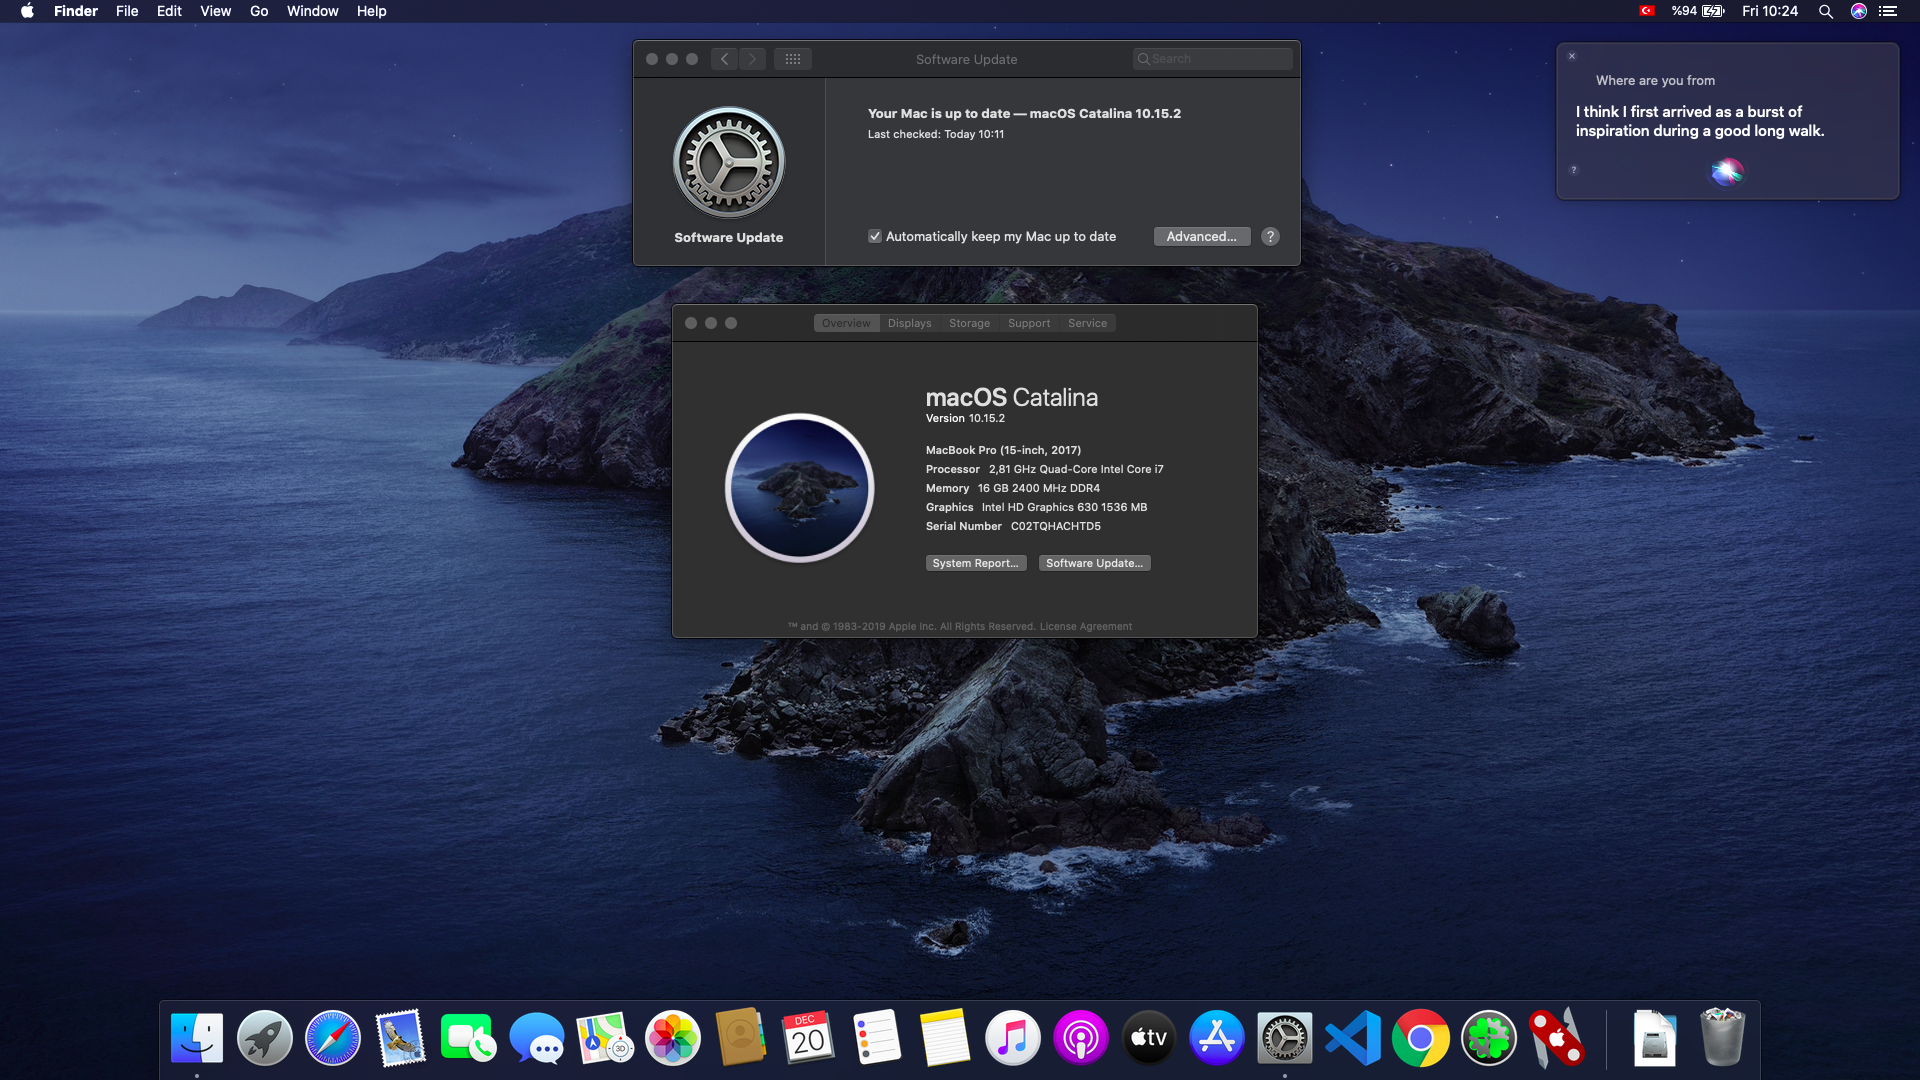 Finder File Edit View Go Window Help
%94 Fri 10:24
Software Update
Search
Your Mac is up to date — macOS Catalina 10.15.2
Last checked: Today 10:11
Software Update
Automatically keep my Mac up to date
Advanced...
?
Where are you from
I think I first arrived as a burst of
inspiration during a good long walk.
?
Overview Displays Storage Support Service
macOS Catalina
Version 10.15.2
MacBook Pro (15-inch, 2017)
Processor 2,81 GHz Quad-Core Intel Core i7
Memory 16 GB 2400 MHz DDR4
Graphics Intel HD Graphics 630 1536 MB
Serial Number C02TQHACHTD5
System Report...
Software Update...
™ and © 1983-2019 Apple Inc. All Rights Reserved. License Agreement
3D
DEC
20
tv